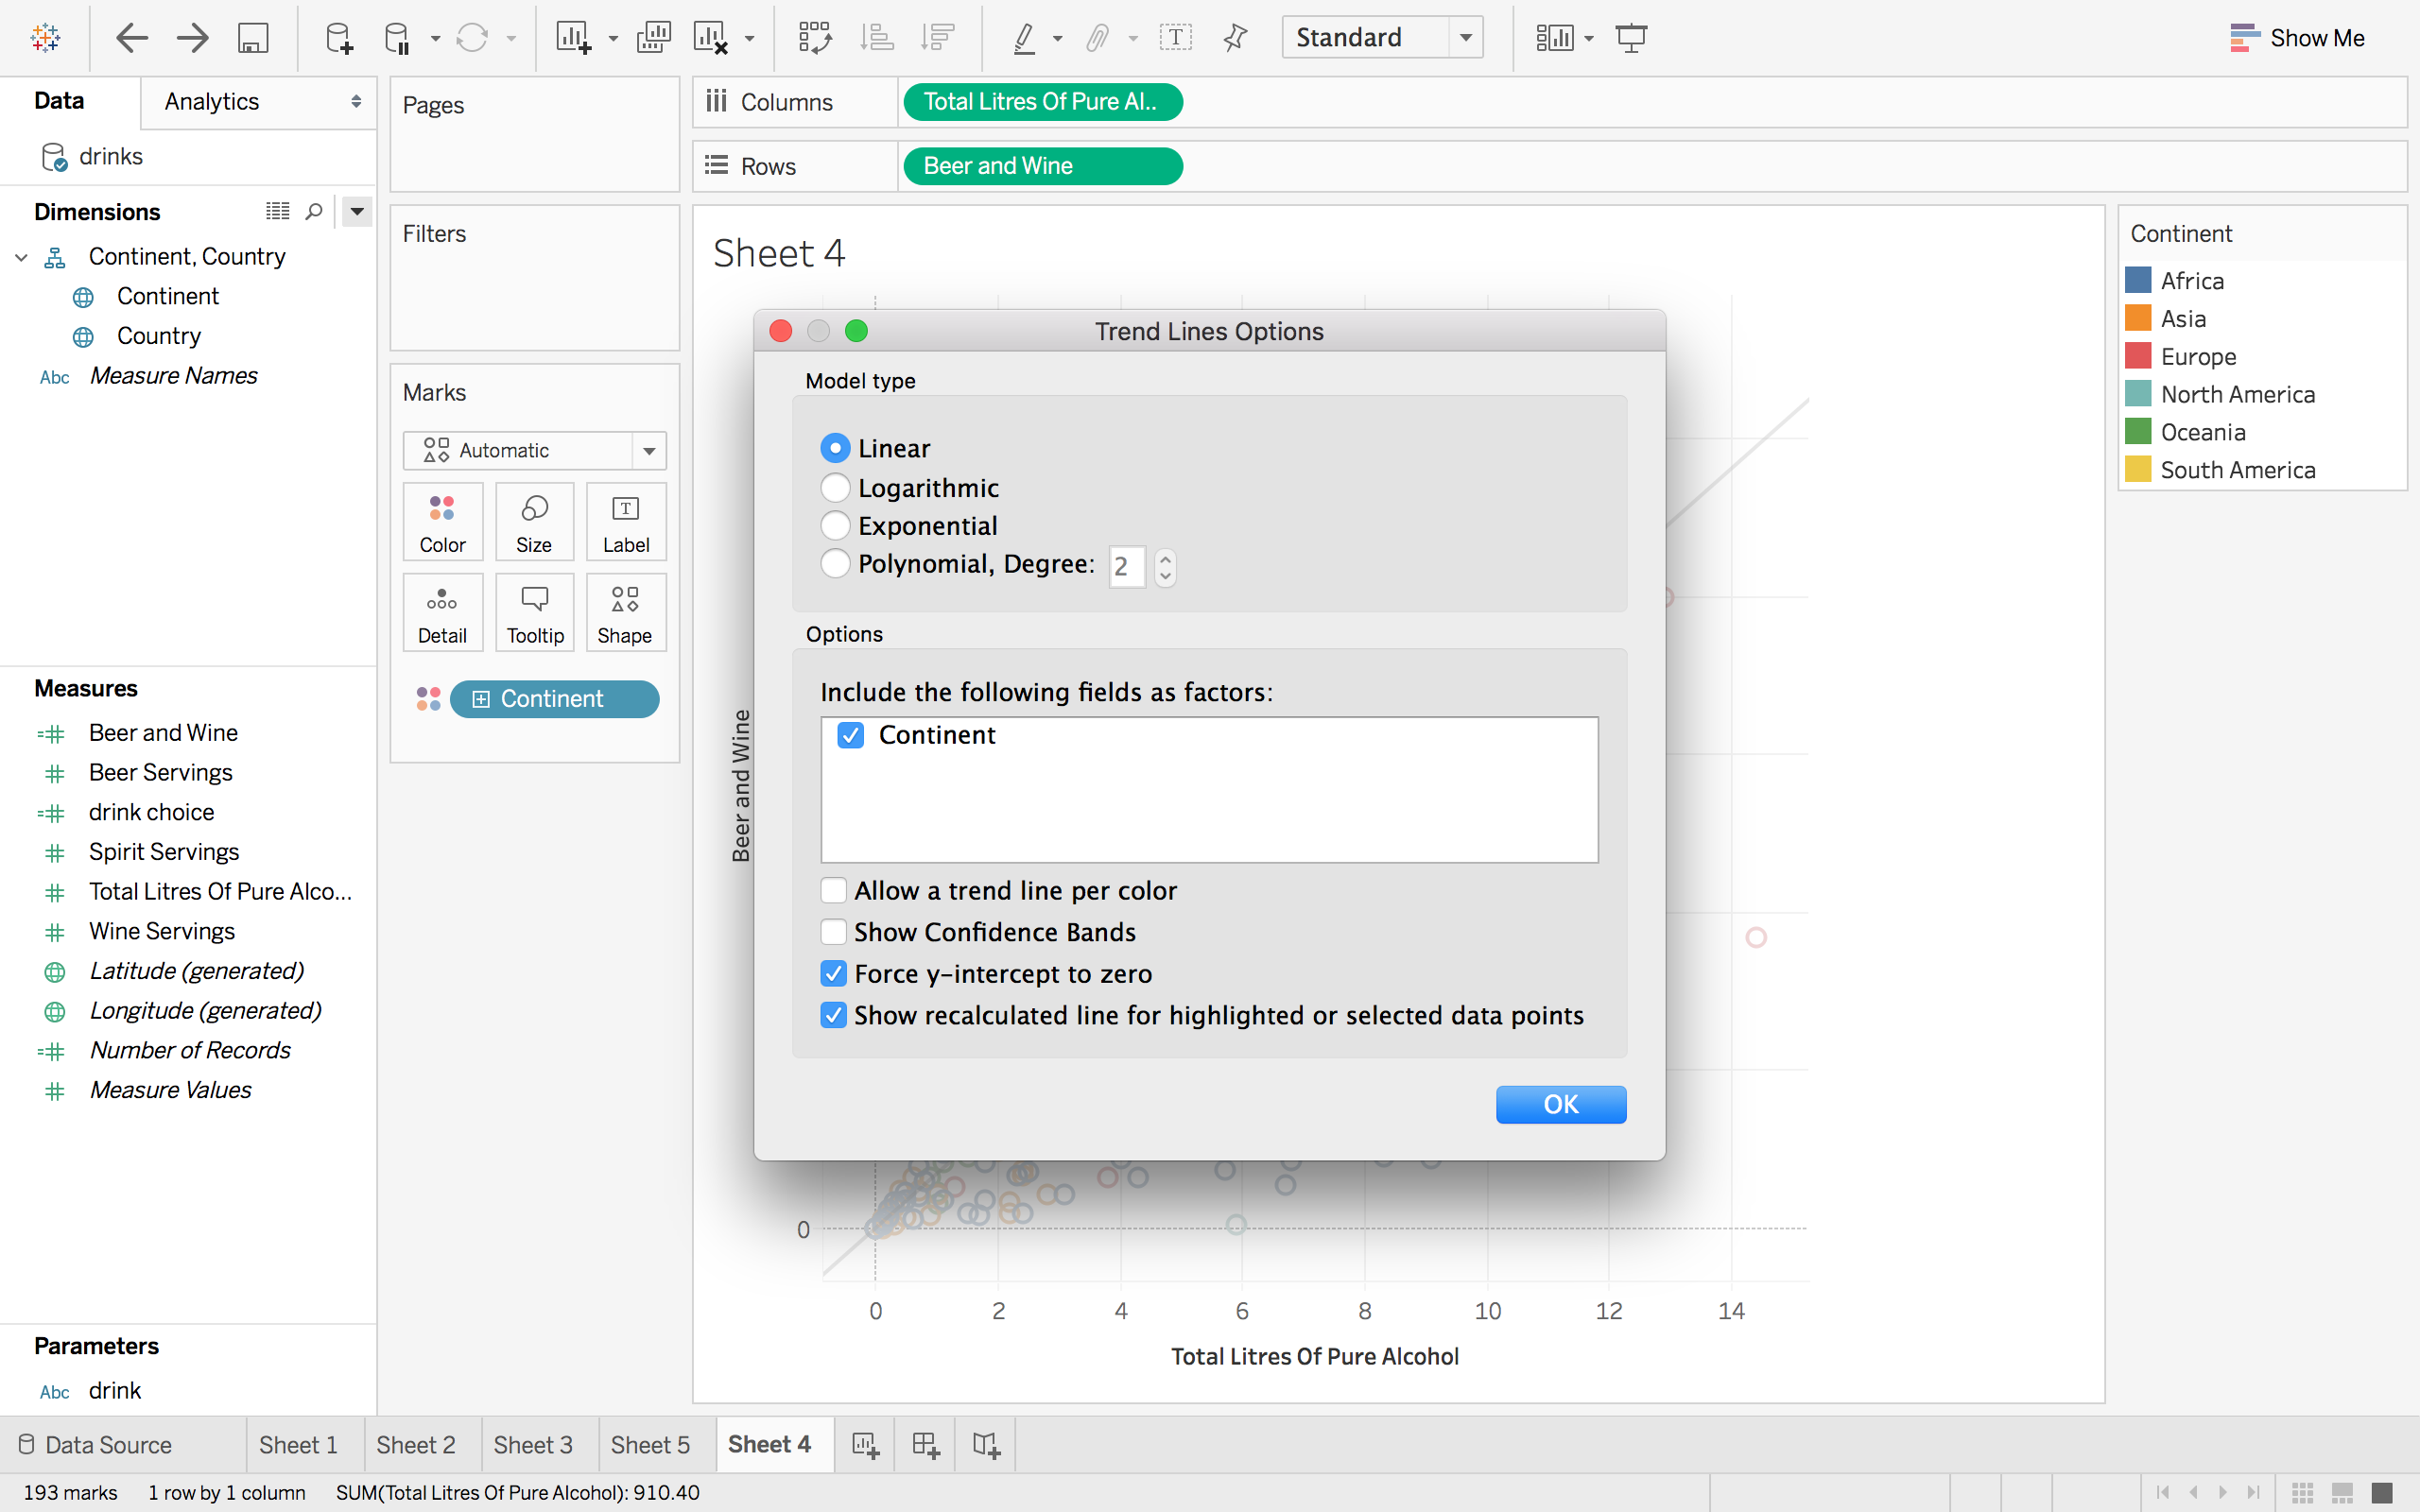 Standard
Show Me
Data
Analytics
drinks
Dimensions
Continent, Country
Continent
Country
Abc Measure Names
Measures
Beer and Wine
Beer Servings
drink choice
Spirit Servings
Total Litres Of Pure Alco...
Wine Servings
Latitude (generated)
Longitude (generated)
Number of Records
Measure Values
Parameters
Abc drink
Pages
Filters
Marks
Automatic
Color Size Label
Detail Tooltip Shape
Continent
Columns Total Litres Of Pure Al..
Rows Beer and Wine
Sheet 4
Trend Lines Options
Model type
Linear
Logarithmic
Exponential
Polynomial, Degree: 2
Options
Include the following fields as factors:
Continent
Allow a trend line per color
Show Confidence Bands
Force y-intercept to zero
Show recalculated line for highlighted or selected data points
OK
Beer and Wine
0
0 2 4 6 8 10 12 14
Total Litres Of Pure Alcohol
Continent
Africa
Asia
Europe
North America
Oceania
South America
Data Source Sheet 1 Sheet 2 Sheet 3 Sheet 5 Sheet 4
193 marks 1 row by 1 column SUM(Total Litres Of Pure Alcohol): 910.40